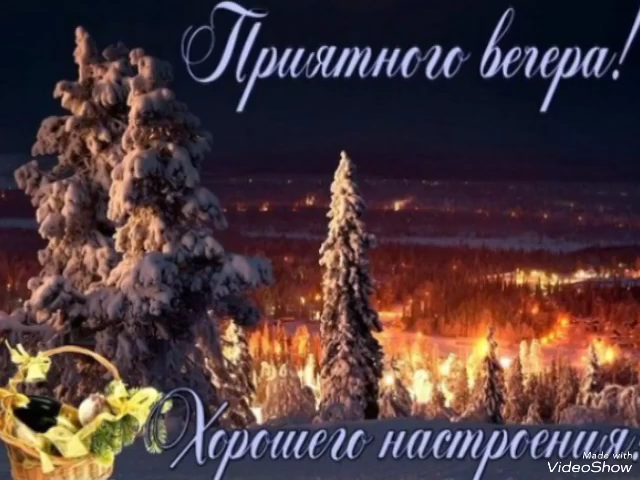 Приятного вечера!
Хорошего настроения.
Made with
VideoShow